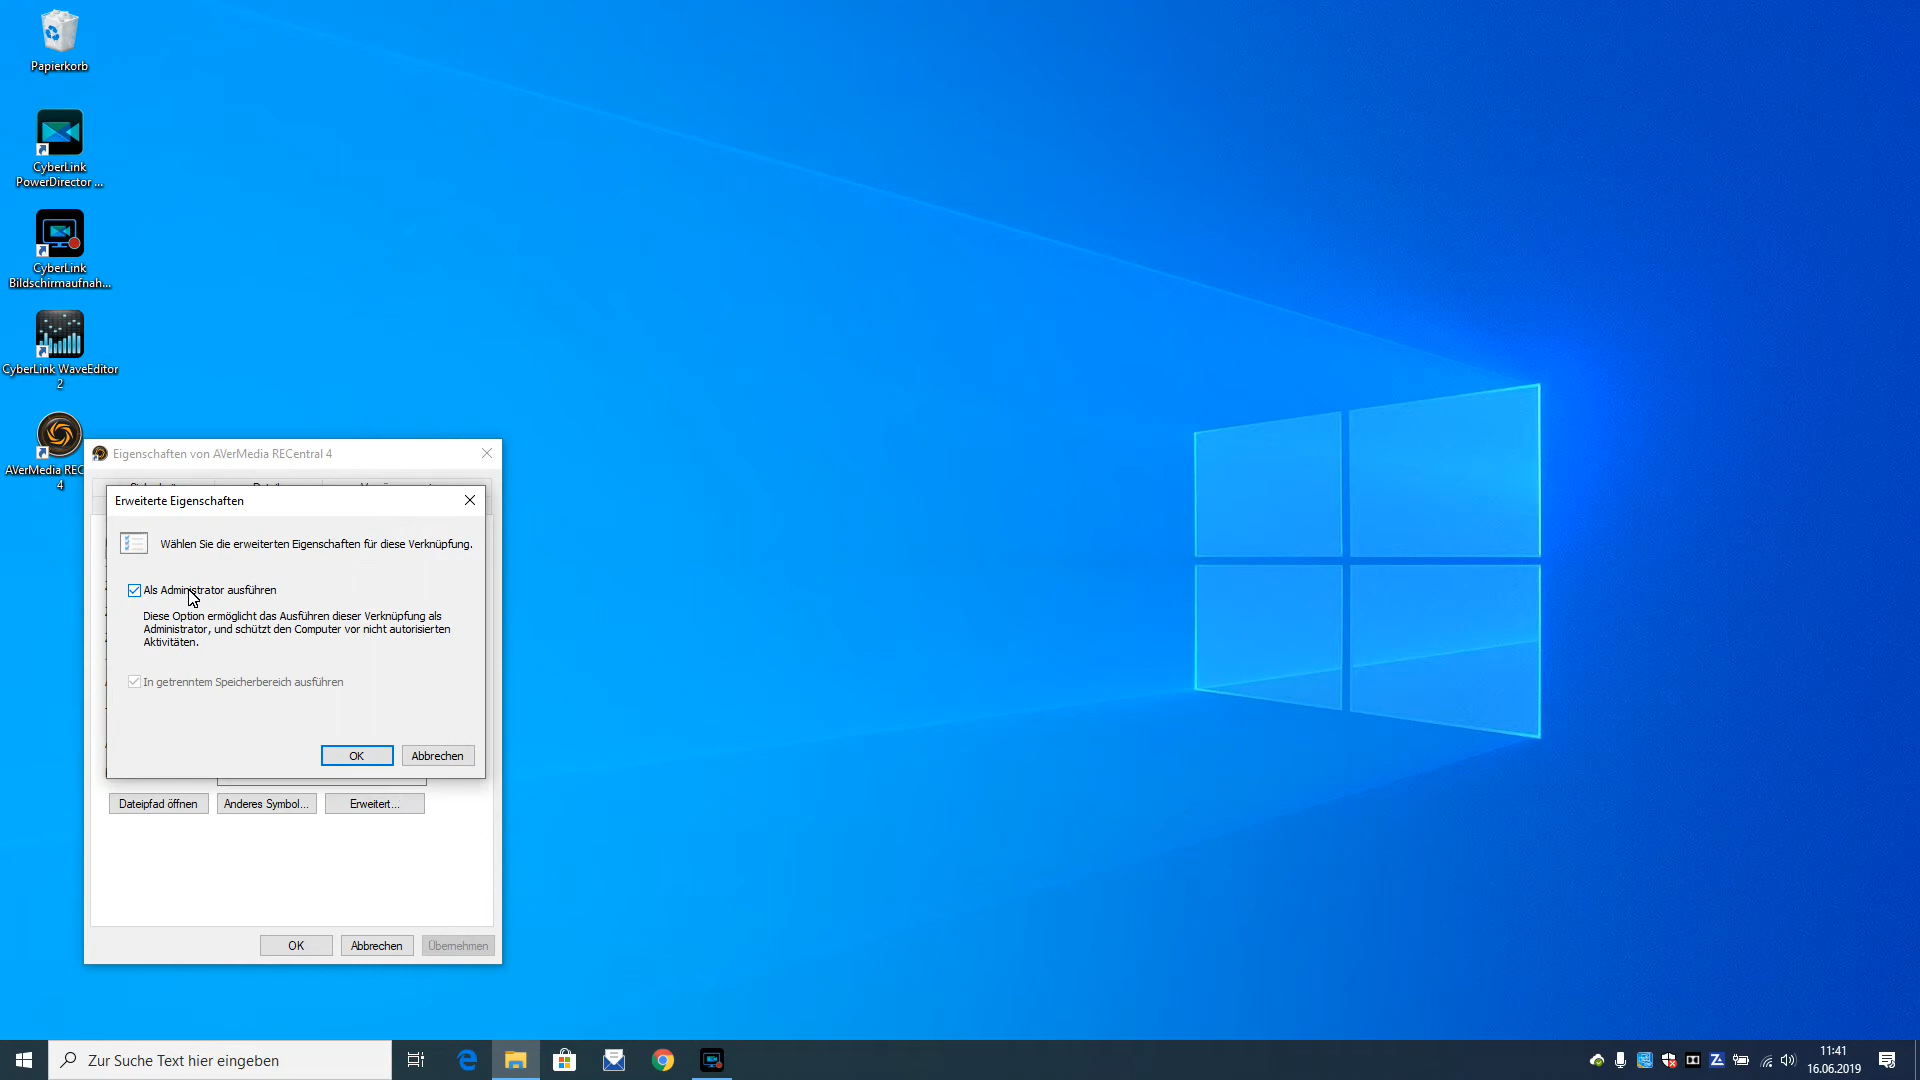 Papierkorb
CyberLink
PowerDirector ...
CyberLink
Bildschirmaufnah...
CyberLink WaveEditor
2
AVerMedia REC
4
Eigenschaften von AVerMedia RECentral 4
Erweiterte Eigenschaften
Wählen Sie die erweiterten Eigenschaften für diese Verknüpfung.
Als Administrator ausführen
Diese Option ermöglicht das Ausführen dieser Verknüpfung als
Administrator, und schützt den Computer vor nicht autorisierten
Aktivitäten.
In getrenntem Speicherbereich ausführen
OK Abbrechen
Dateipfad öffnen Anderes Symbol... Erweitert...
OK Abbrechen Übernehmen
Zur Suche Text hier eingeben
11:41
16.06.2019